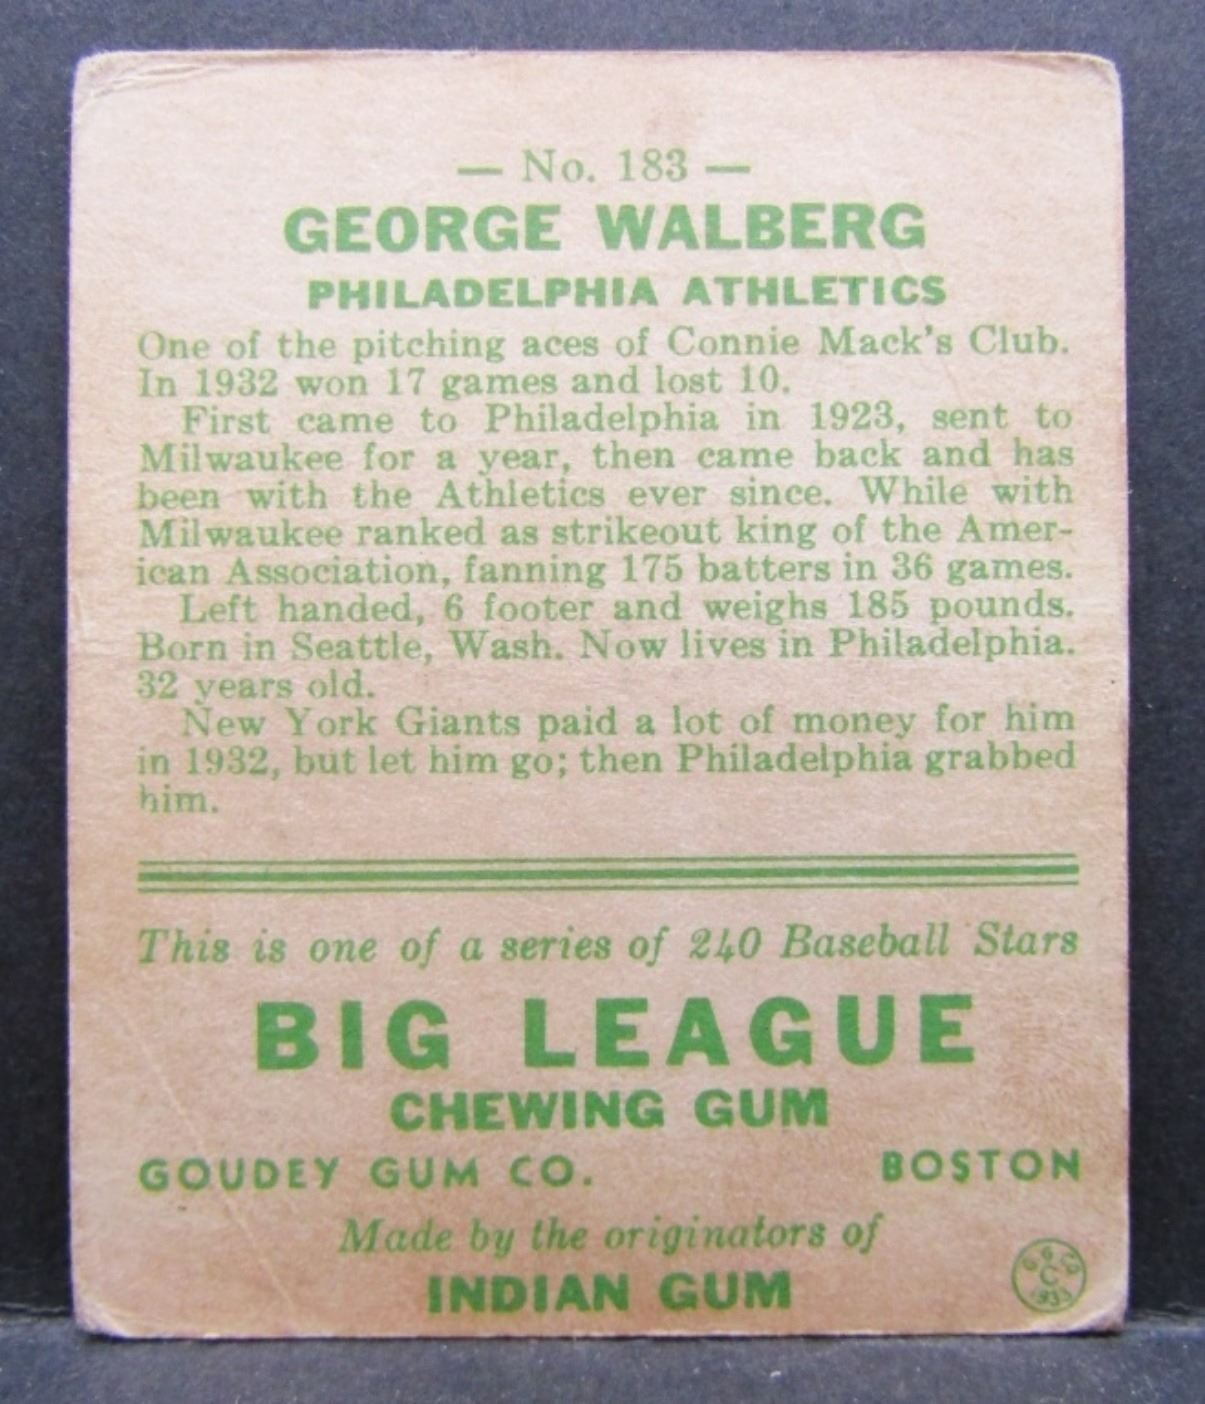 — No. 183 —
GEORGE WALBERG
PHILADELPHIA ATHLETICS
One of the pitching aces of Connie Mack's Club.
In 1932 won 17 games and lost 10.
First came to Philadelphia in 1923, sent to
Milwaukee for a year, then came back and has
been with the Athletics ever since. While with
Milwaukee ranked as strikeout king of the Amer-
ican Association, fanning 175 batters in 36 games.
Left handed, 6 footer and weighs 185 pounds.
Born in Seattle, Wash. Now lives in Philadelphia.
32 years old.
New York Giants paid a lot of money for him
in 1932, but let him go; then Philadelphia grabbed
him.
This is one of a series of 240 Baseball Stars
BIG LEAGUE
CHEWING GUM
GOUDEY GUM CO. BOSTON
Made by the originators of
INDIAN GUM
G G Co
C
1933